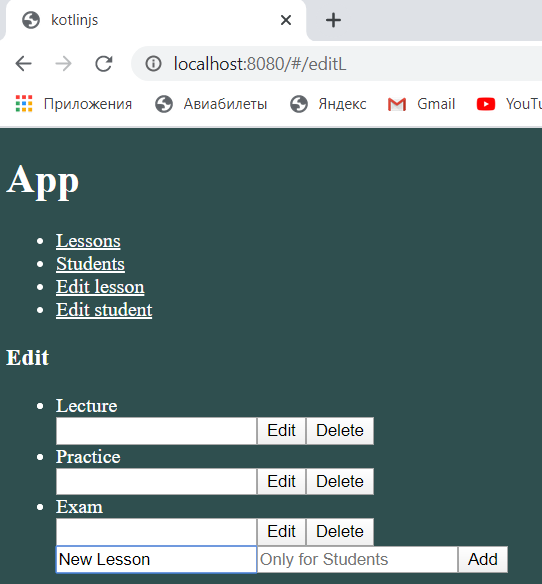 kotlinjs
localhost:8080/#/editL
Приложения Авиабилеты Яндекс Gmail YouTu
App
Lessons
Students
Edit lesson
Edit student
Edit
Lecture
Edit Delete
Practice
Edit Delete
Exam
Edit Delete
New Lesson Only for Students Add